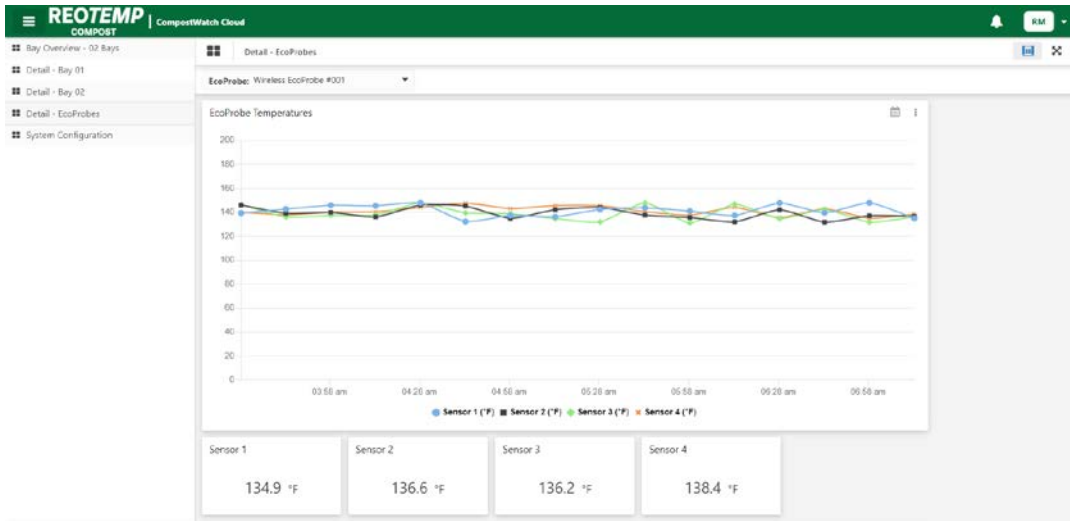 REOTEMP
COMPOST
CompostWatch Cloud
RM
Bay Overview - 02 Bays
Detail - Bay 01
Detail - Bay 02
Detail - EcoProbes
System Configuration
Detail - EcoProbes
EcoProbe: Wireless EcoProbe #001
EcoProbe Temperatures
200
180
160
140
120
100
80
60
40
20
0
03:58 am 04:28 am 04:58 am 05:28 am 05:58 am 06:28 am 06:58 am
Sensor 1 (°F) Sensor 2 (°F) Sensor 3 (°F) Sensor 4 (°F)
Sensor 1 Sensor 2 Sensor 3 Sensor 4
134.9 °F 136.6 °F 136.2 °F 138.4 °F